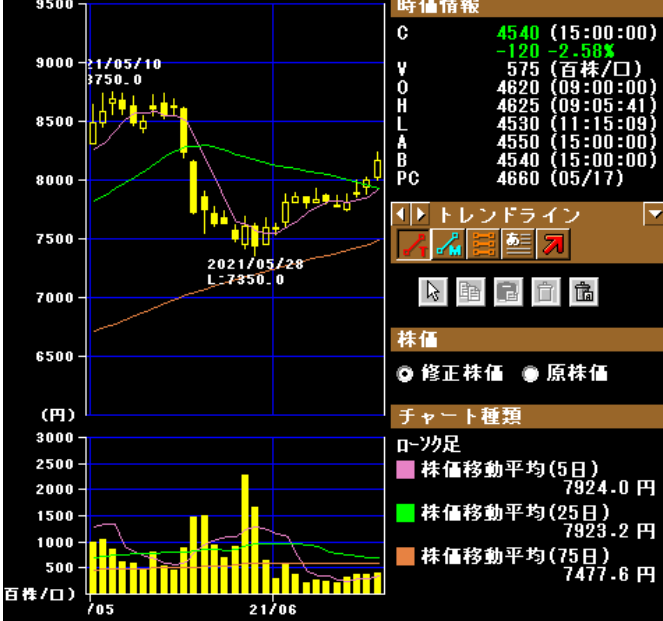 時価情報
C 4540 (15:00:00)
-120 -2.58%
V 575 (百株/口)
O 4620 (09:00:00)
H 4625 (09:05:41)
L 4530 (11:15:09)
A 4550 (15:00:00)
B 4540 (15:00:00)
PC 4660 (05/17)
トレンドライン
T
M
あ
株価
修正株価 原株価
チャート種類
ローソク足
株価移動平均(5日)
7924.0 円
株価移動平均(25日)
7923.2 円
株価移動平均(75日)
7477.6 円
9500
9000
8500
8000
7500
7000
6500
(円)
21/05/10
8750.0
2021/05/28
L-7350.0
3000
2500
2000
1500
1000
500
百株/口)
/05 21/06